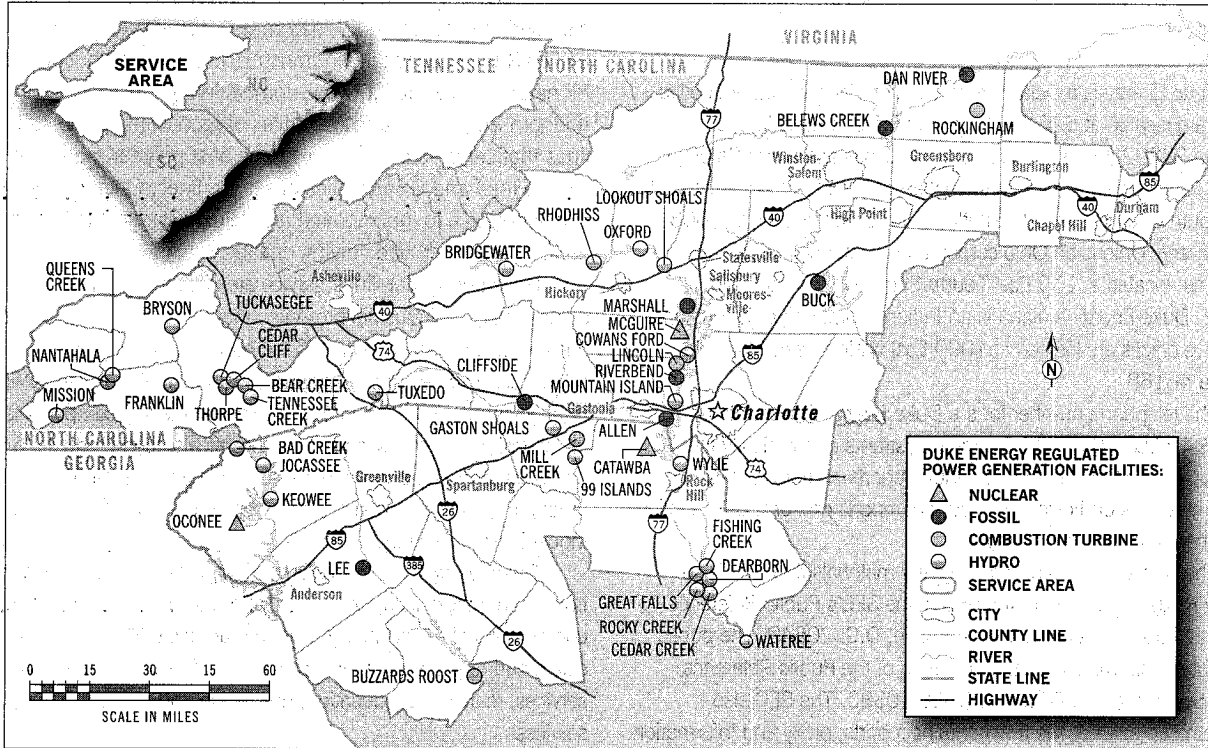 VIRGINIA
SERVICE
AREA
NC
SC
TENNESSEE
NORTH CAROLINA
77
DAN RIVER
BELEWS CREEK
ROCKINGHAM
Winston-
Salem
Greensboro
Burlington
85
40
Durham
Chapel Hill
High Point
40
LOOKOUT SHOALS
RHODHISS
OXFORD
BRIDGEWATER
Statesville
Salisbury
Moores-
ville
Hickory
BUCK
QUEENS
CREEK
BRYSON
TUCKASEGEE
CEDAR
CLIFF
Asheville
40
74
MARSHALL
MCGUIRE
COWANS FORD
LINCOLN
RIVERBEND
MOUNTAIN ISLAND
85
N
NANTAHALA
MISSION
FRANKLIN
THORPE
BEAR CREEK
TENNESSEE
CREEK
TUXEDO
CLIFFSIDE
Gastonia
Charlotte
NORTH CAROLINA
GEORGIA
BAD CREEK
JOCASSEE
KEOWEE
OCONEE
GASTON SHOALS
MILL
CREEK
99 ISLANDS
ALLEN
CATAWBA
WYLIE
Rock
Hill
74
Greenville
Spartanburg
26
77
85
LEE
385
Anderson
26
FISHING
CREEK
DEARBORN
GREAT FALLS
ROCKY CREEK
CEDAR CREEK
WATEREE
BUZZARDS ROOST
0 15 30 45 60
SCALE IN MILES
DUKE ENERGY REGULATED
POWER GENERATION FACILITIES:
NUCLEAR
FOSSIL
COMBUSTION TURBINE
HYDRO
SERVICE AREA
CITY
COUNTY LINE
RIVER
STATE LINE
HIGHWAY